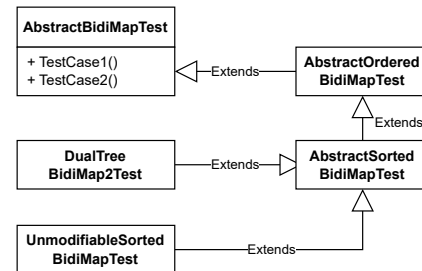 AbstractBidiMapTest
+ TestCase1()
+ TestCase2()
Extends
AbstractOrdered
BidiMapTest
Extends
DualTree
BidiMap2Test
Extends
AbstractSorted
BidiMapTest
UnmodifiableSorted
BidiMapTest
Extends